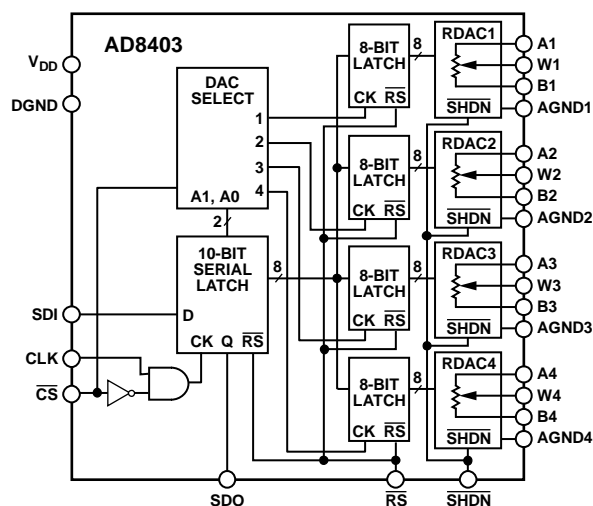 AD8403
VDD
DGND
SDI
CLK
CS
DAC
SELECT
1
2
3
4
A1, A0
2
10-BIT
SERIAL
LATCH
D
CK Q RS
8
8-BIT
LATCH
CK RS
8
RDAC1
SHDN
A1
W1
B1
AGND1
8-BIT
LATCH
CK RS
8
RDAC2
SHDN
A2
W2
B2
AGND2
8-BIT
LATCH
CK RS
8
RDAC3
SHDN
A3
W3
B3
AGND3
8-BIT
LATCH
CK RS
8
RDAC4
SHDN
A4
W4
B4
AGND4
SDO
RS
SHDN